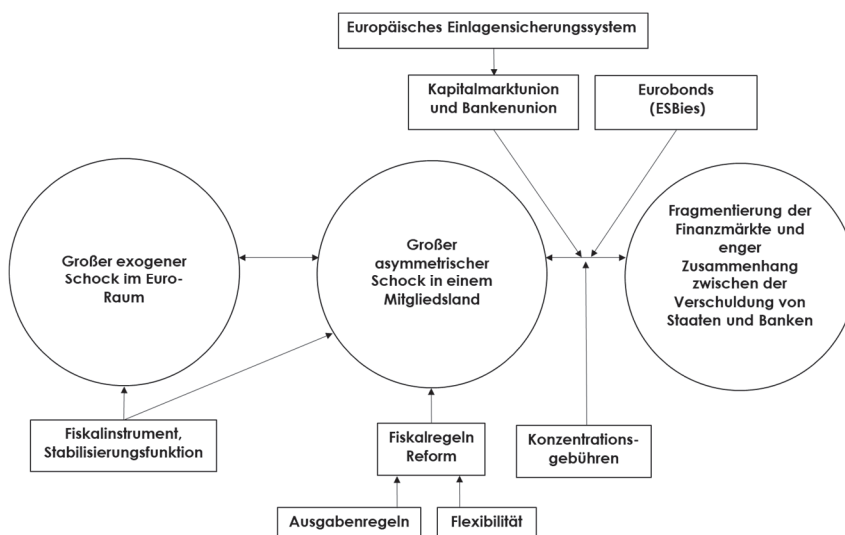 Europäisches Einlagensicherungssystem
Kapitalmarktunion
und Bankenunion
Eurobonds
(ESBies)
Großer exogener
Schock im Euro-
Raum
Großer
asymmetrischer
Schock in einem
Mitgliedsland
Fragmentierung der
Finanzmärkte und
enger
Zusammenhang
zwischen der
Verschuldung von
Staaten und Banken
Fiskalinstrument,
Stabilisierungsfunktion
Fiskalregeln
Reform
Konzentrations-
gebühren
Ausgabenregeln
Flexibilität